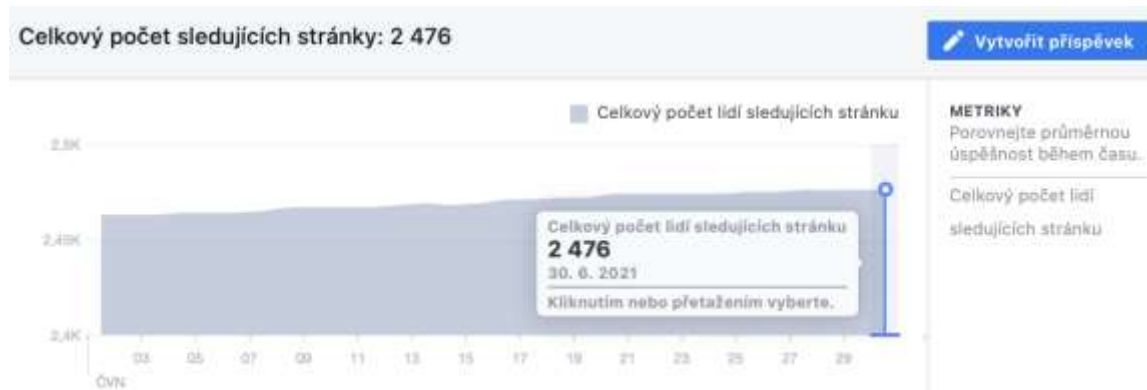 Celkový počet sledujících stránky: 2 476
Vytvořit příspěvek
Celkový počet lidí sledujících stránku
METRIKY
Porovnejte průměrnou
úspěšnost během času.
Celkový počet lidí
sledujících stránku
2,5K
2,45K
2,4K
Celkový počet lidí sledujících stránku
2 476
30. 6. 2021
Kliknutím nebo přetažením vyberte.
03 05 07 09 11 13 15 17 19 21 23 25 27 29
ČVN